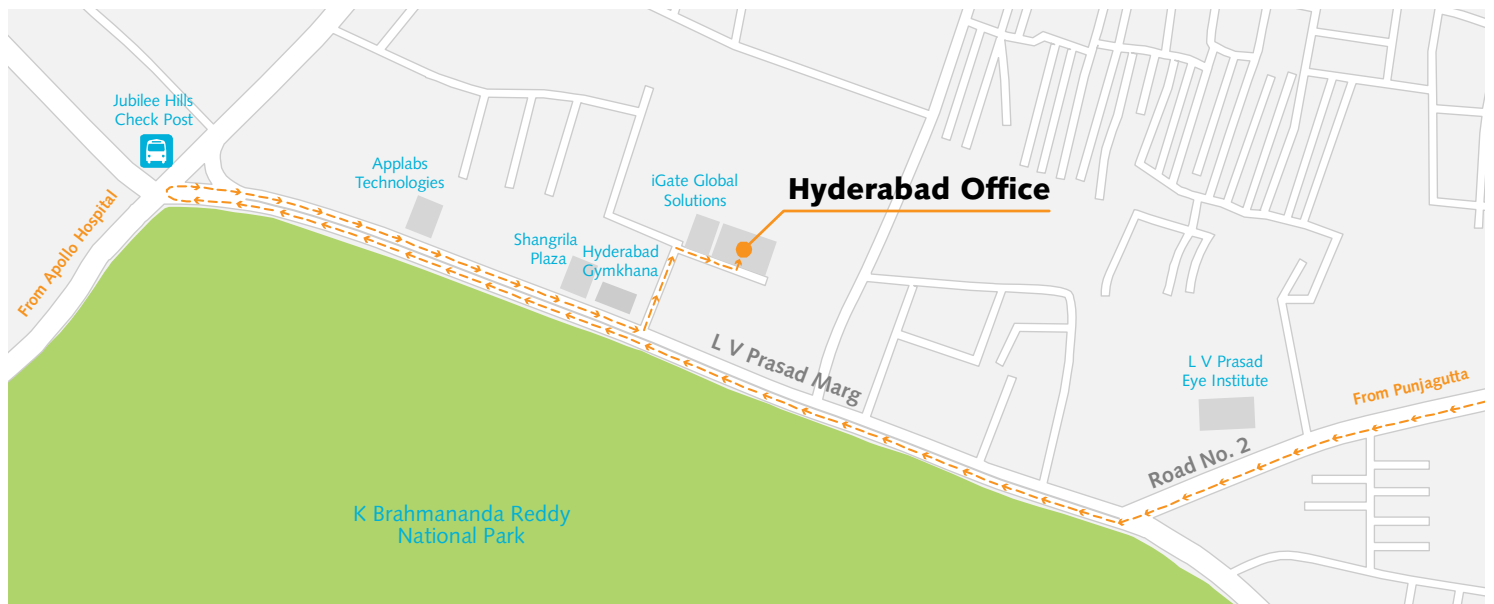 Jubilee Hills
Check Post
From Apollo Hospital
Applabs
Technologies
iGate Global
Solutions
Hyderabad Office
Shangrila
Plaza
Hyderabad
Gymkhana
L V Prasad Marg
L V Prasad
Eye Institute
From Punjagutta
Road No. 2
K Brahmananda Reddy
National Park